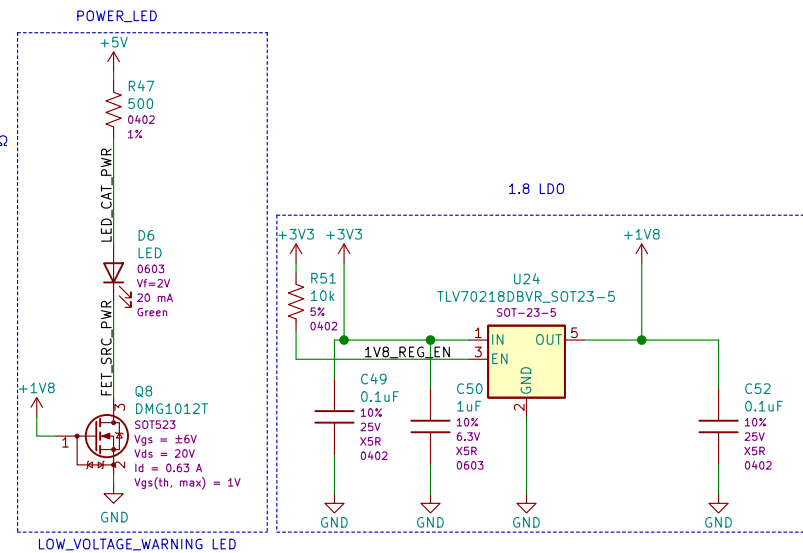 POWER_LED
+5V
R47
500
0402
1%
Ω
LED_CAT_PWR
D6
LED
0603
Vf=2V
20 mA
Green
FET_SRC_PWR
+1V8
3
Q8
DMG1012T
SOT523
Vgs = ±6V
Vds = 20V
Id = 0.63 A
Vgs(th, max) = 1V
1
2
GND
LOW_VOLTAGE_WARNING LED
1.8 LDO
+3V3
+3V3
R51
10k
5%
0402
1V8_REG_EN
U24
TLV70218DBVR_SOT23-5
SOT-23-5
1
IN
OUT
5
3
EN
GND
2
+1V8
C49
0.1uF
10%
25V
X5R
0402
GND
C50
1uF
10%
6.3V
X5R
0603
GND
GND
C52
0.1uF
10%
25V
X5R
0402
GND